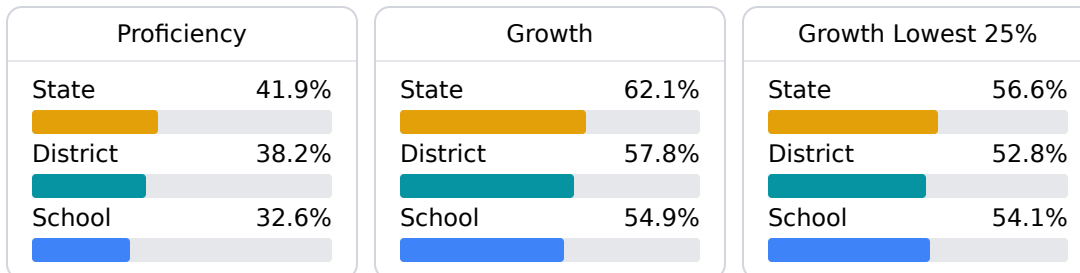 Proficiency
State 41.9%
District 38.2%
School 32.6%
Growth
State 62.1%
District 57.8%
School 54.9%
Growth Lowest 25%
State 56.6%
District 52.8%
School 54.1%